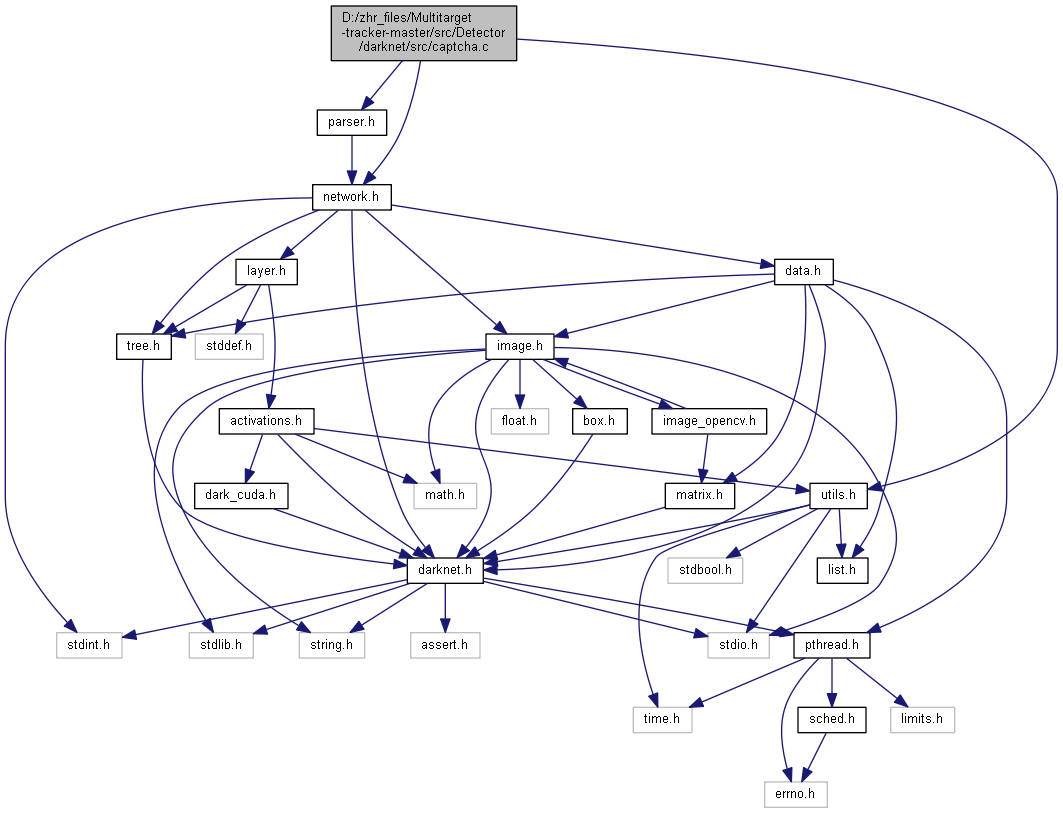 D:/zhr_files/Multitarget
-tracker-master/src/Detector
/darknet/src/captcha.c
parser.h
network.h
layer.h
data.h
tree.h
stddef.h
image.h
activations.h
float.h
box.h
image_opencv.h
dark_cuda.h
math.h
matrix.h
utils.h
darknet.h
stdbool.h
list.h
stdint.h
stdlib.h
string.h
assert.h
stdio.h
pthread.h
time.h
sched.h
limits.h
errno.h